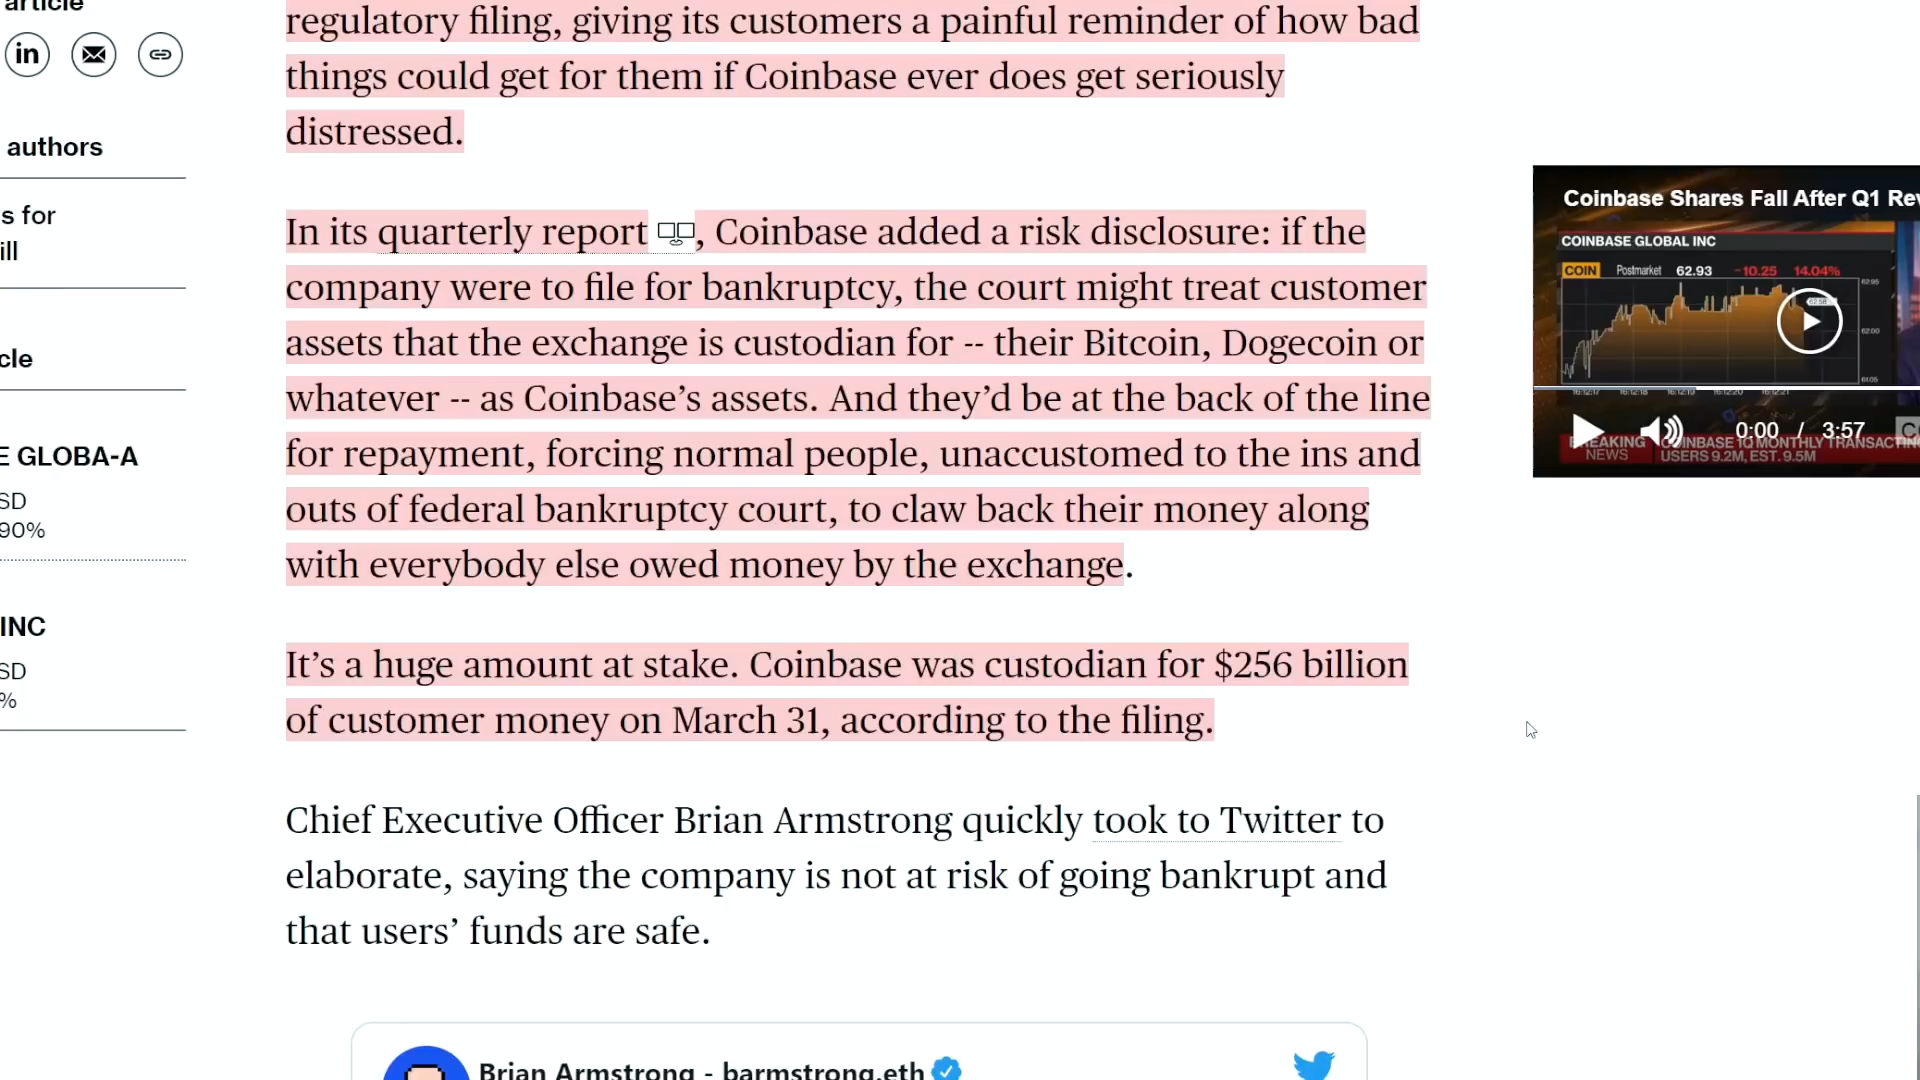 article
in
authors
s for
ill
cle
E GLOBA-A
SD
90%
INC
SD
%
regulatory filing, giving its customers a painful reminder of how bad
things could get for them if Coinbase ever does get seriously
distressed.
In its quarterly report , Coinbase added a risk disclosure: if the
company were to file for bankruptcy, the court might treat customer
assets that the exchange is custodian for -- their Bitcoin, Dogecoin or
whatever -- as Coinbase’s assets. And they’d be at the back of the line
for repayment, forcing normal people, unaccustomed to the ins and
outs of federal bankruptcy court, to claw back their money along
with everybody else owed money by the exchange.
It’s a huge amount at stake. Coinbase was custodian for $256 billion
of customer money on March 31, according to the filing.
Chief Executive Officer Brian Armstrong quickly took to Twitter to
elaborate, saying the company is not at risk of going bankrupt and
that users’ funds are safe.
Brian Armstrong - barmstrong.eth
Coinbase Shares Fall After Q1 Rev
COINBASE GLOBAL INC
COIN Postmarket 62.93 -10.25 14.04%
62.00
0:00 / 3:57
BREAKING NEWS
COINBASE 1Q MONTHLY TRANSACTIN
USERS 9.2M, EST. 9.5M